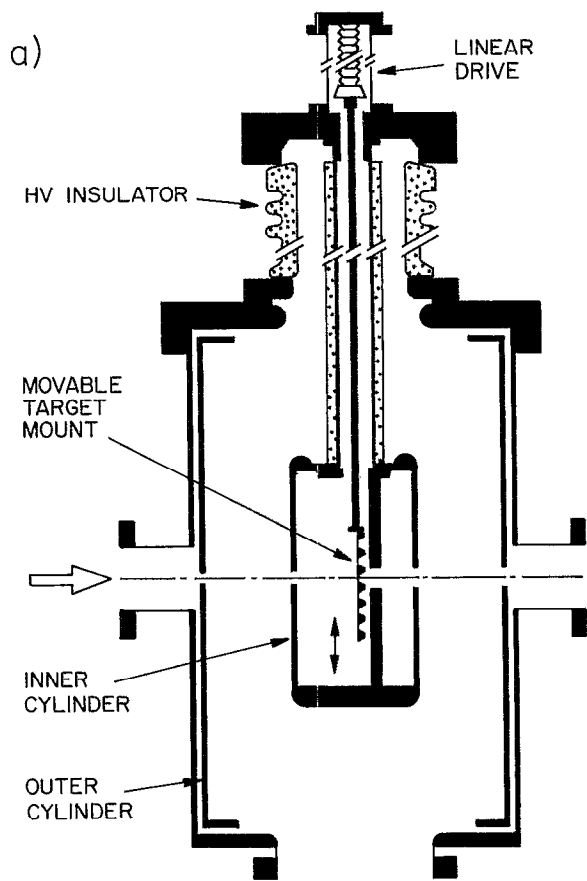 a)
LINEAR
DRIVE
HV INSULATOR
MOVABLE
TARGET
MOUNT
INNER
CYLINDER
OUTER
CYLINDER